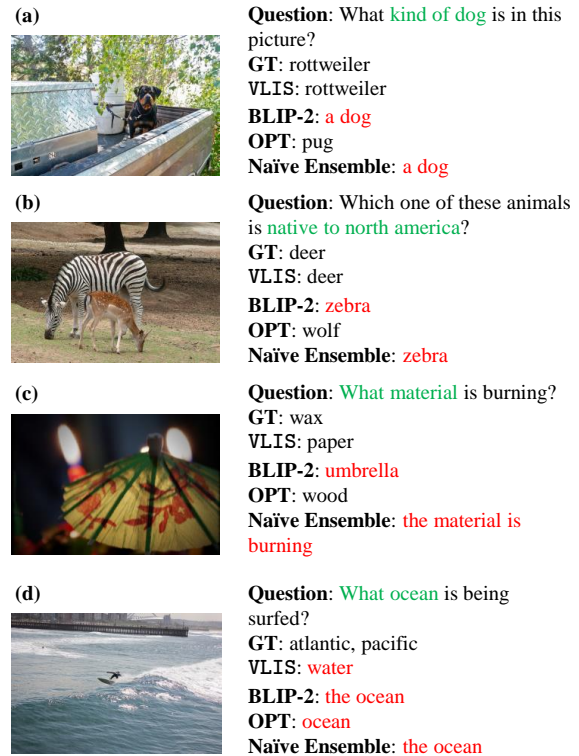 (a)
Question: What kind of dog is in this
picture?
GT: rottweiler
VLIS: rottweiler
BLIP-2: a dog
OPT: pug
Naïve Ensemble: a dog
(b)
Question: Which one of these animals
is native to north america?
GT: deer
VLIS: deer
BLIP-2: zebra
OPT: wolf
Naïve Ensemble: zebra
(c)
Question: What material is burning?
GT: wax
VLIS: paper
BLIP-2: umbrella
OPT: wood
Naïve Ensemble: the material is
burning
(d)
Question: What ocean is being
surfed?
GT: atlantic, pacific
VLIS: water
BLIP-2: the ocean
OPT: ocean
Naïve Ensemble: the ocean